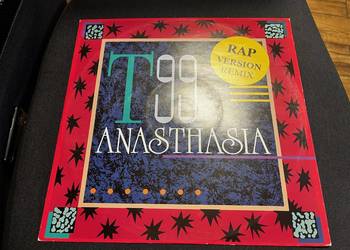 RAP
VERSION
REMIX
T99
ANASTHASIA